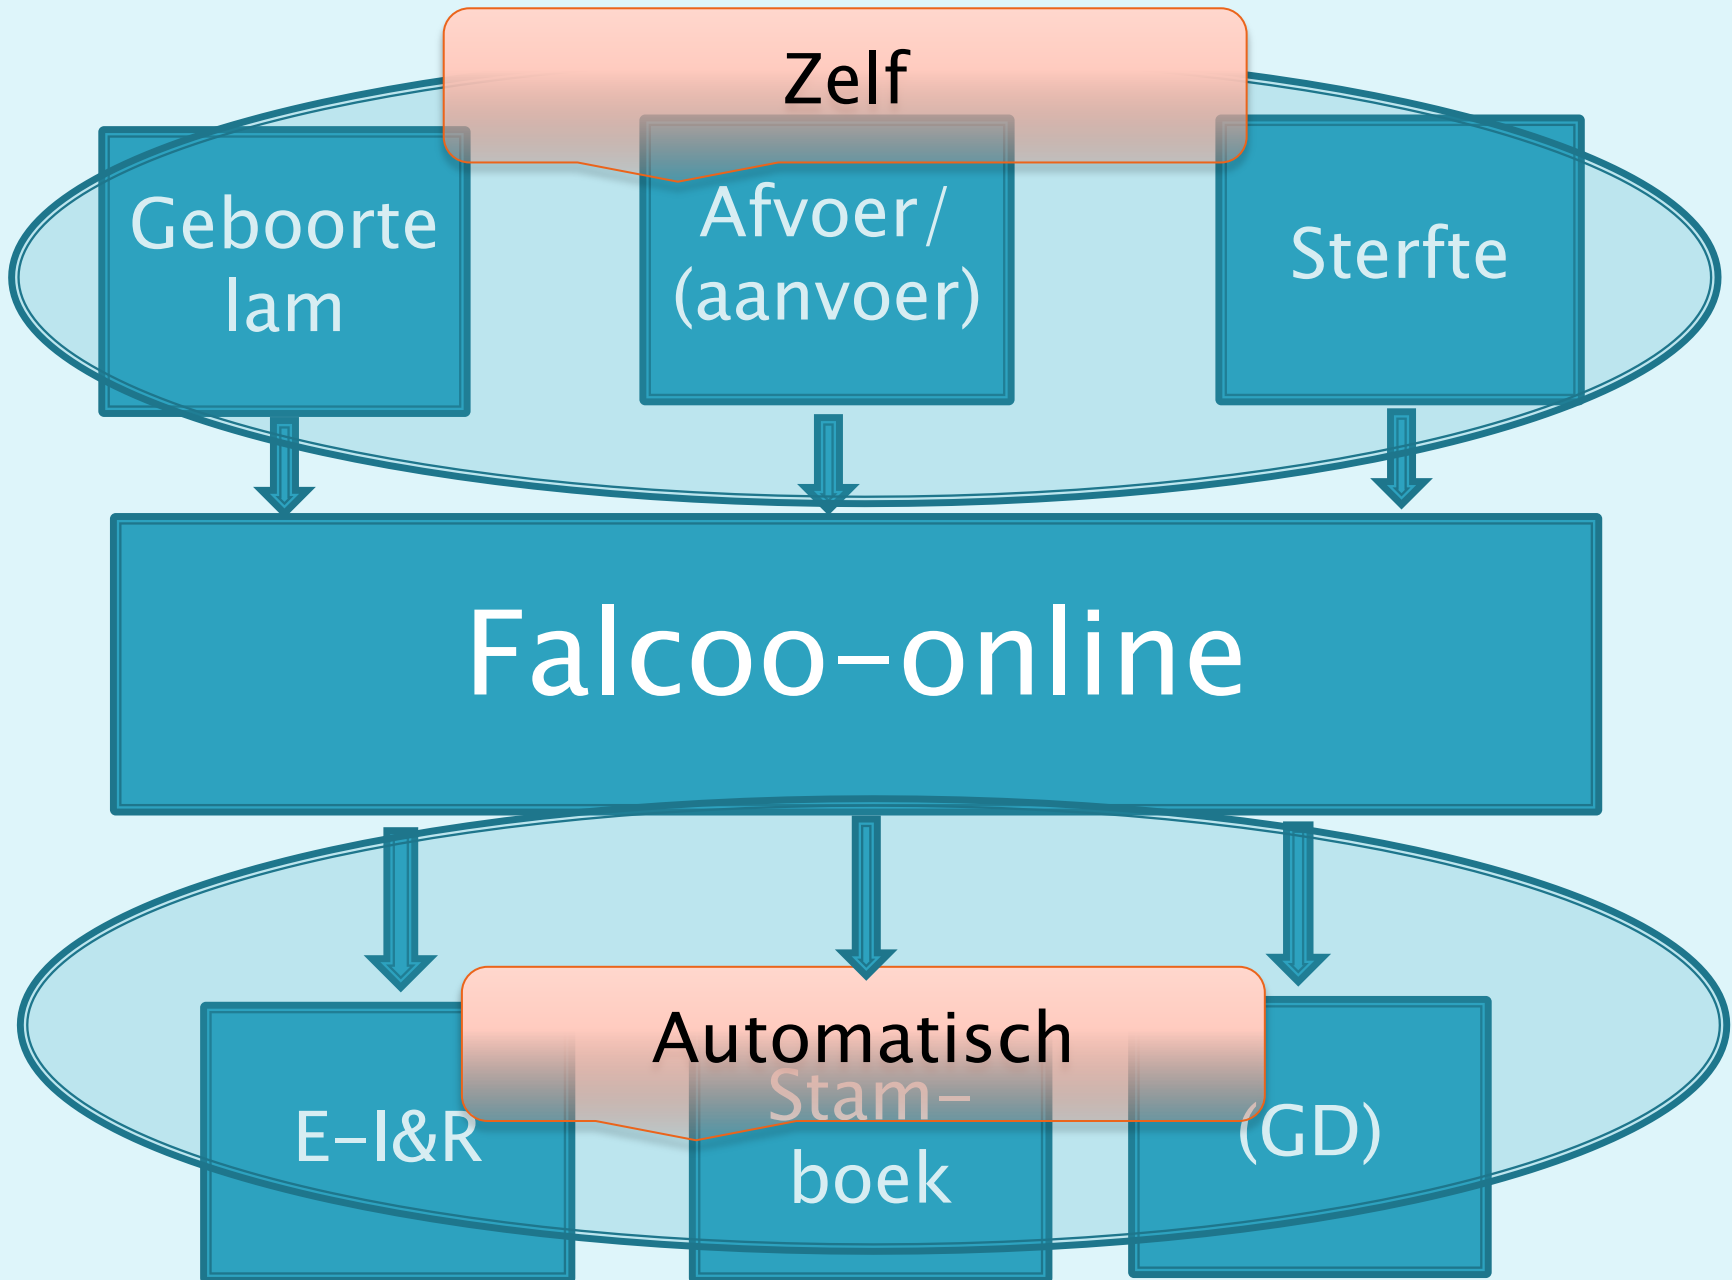 Zelf
Geboorte
lam
Afvoer/
(aanvoer)
Sterfte
Falcoo-online
Automatisch
E-I&R
Stam-
boek
(GD)